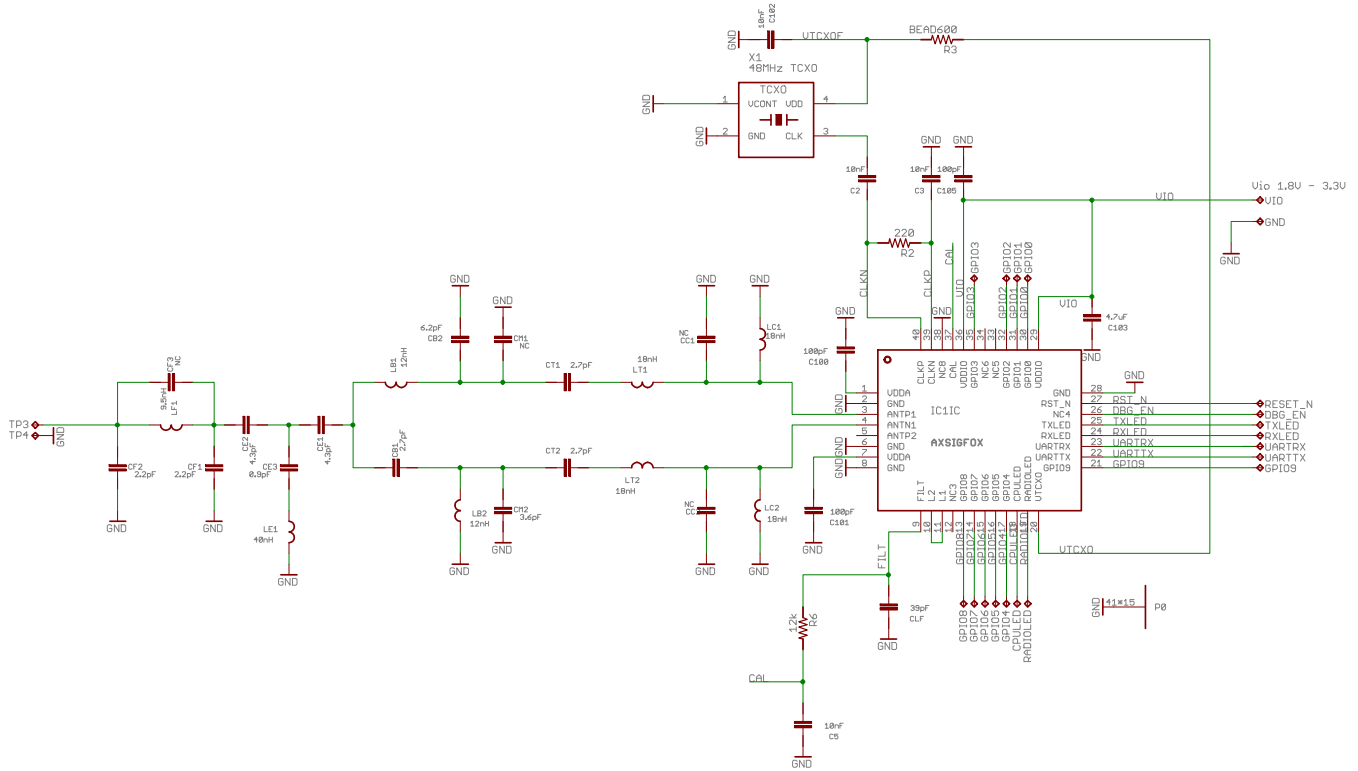 10nF
C102
GND
VTCXOF
BEAD600
R3
X1
48MHz TCXO
TCXO
GND
1
VCONT
VDD
4
GND
2
GND
CLK
3
GND
GND
10nF
C2
10nF
C3
100pF
C105
Vio 1.8V - 3.3V
VIO
VIO
GND
GND
220
R2
CLKN
CLKP
CAL
VIO
GPIO3
GPIO3
GPIO2
GPIO2
GPIO1
GPIO1
GPIO0
GPIO0
VIO
4.7uF
C103
GND
GND
GND
GND
GND
6.2pF
CB2
CM1
NC
NC
CC1
LC1
18nH
GND
100pF
C100
GND
40
39
38
37
36
35
34
33
32
31
30
29
CLKP
CLKN
NC8
CAL
VDDIO
GPIO3
NC6
NC5
GPIO2
GPIO1
GPIO0
VDDIO
CF3
NC
9.5nH
LF1
LB1
12nH
CT1
2.7pF
18nH
LT1
TP3
TP4
GND
CE2
4.3pF
CE1
4.3pF
CB1
2.7pF
CT2
2.7pF
LT2
18nH
CF2
2.2pF
CF1
2.2pF
CE3
0.9pF
LE1
40nH
GND
GND
GND
LB2
12nH
CM2
3.6pF
GND
GND
NC
LC2
18nH
GND
GND
100pF
C101
GND
GND
GND
1
VDDA
2
GND
3
ANTP1
4
ANTN1
5
ANTP2
6
GND
7
VDDA
8
GND
IC1IC
AXSIGFOX
GND
28
GND
RST_N
27
RST_N
RESET_N
NC4
26
DBG_EN
DBG_EN
TXLED
25
TXLED
TXLED
RXLED
24
RXLED
RXLED
UARTRX
23
UARTRX
UARTRX
UARTTX
22
UARTTX
UARTTX
GPIO9
21
GPIO9
GPIO9
FILT
L2
L1
NC3
GPIO8
GPIO7
GPIO6
GPIO5
GPIO4
CPULED
RADIOLED
VTCXO
9
10
11
12
GPIO813
GPIO714
GPIO615
GPIO516
GPIO417
20
FILT
VTCXO
12k
R6
39pF
CLF
GND
GPIO8
GPIO7
GPIO6
GPIO5
GPIO4
CPULED
RADIOLED
GND
41*15
P0
CAL
10nF
C5
GND